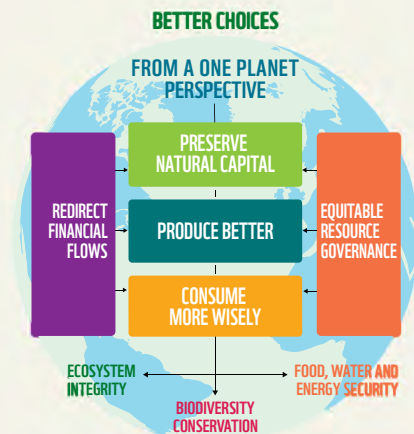 BETTER CHOICES
FROM A ONE PLANET
PERSPECTIVE
PRESERVE
NATURAL CAPITAL
REDIRECT
FINANCIAL
FLOWS
PRODUCE BETTER
EQUITABLE
RESOURCE
GOVERNANCE
CONSUME
MORE WISELY
ECOSYSTEM
INTEGRITY
BIODIVERSITY
CONSERVATION
FOOD, WATER AND
ENERGY SECURITY